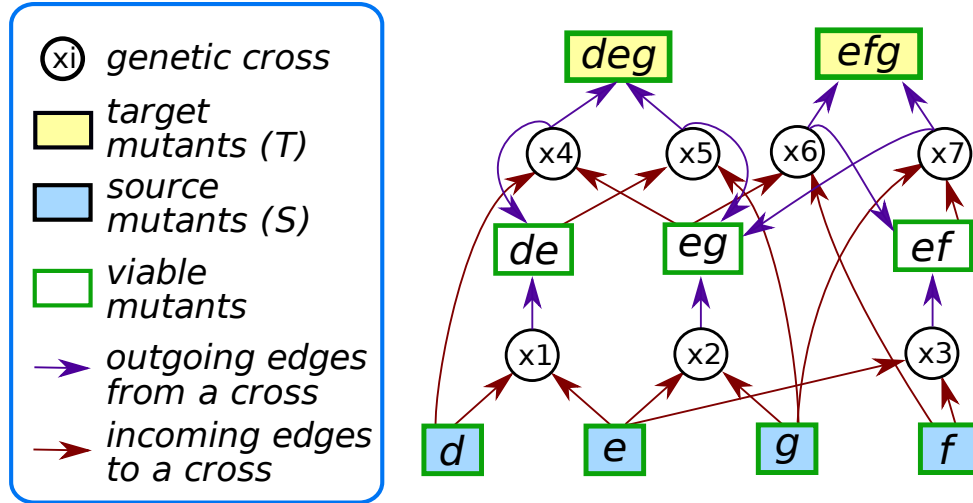 xi genetic cross
target
mutants (T)
source
mutants (S)
viable
mutants
outgoing edges
from a cross
incoming edges
to a cross
deg efg
x4 x5 x6 x7
de eg ef
x1 x2 x3
d e g f